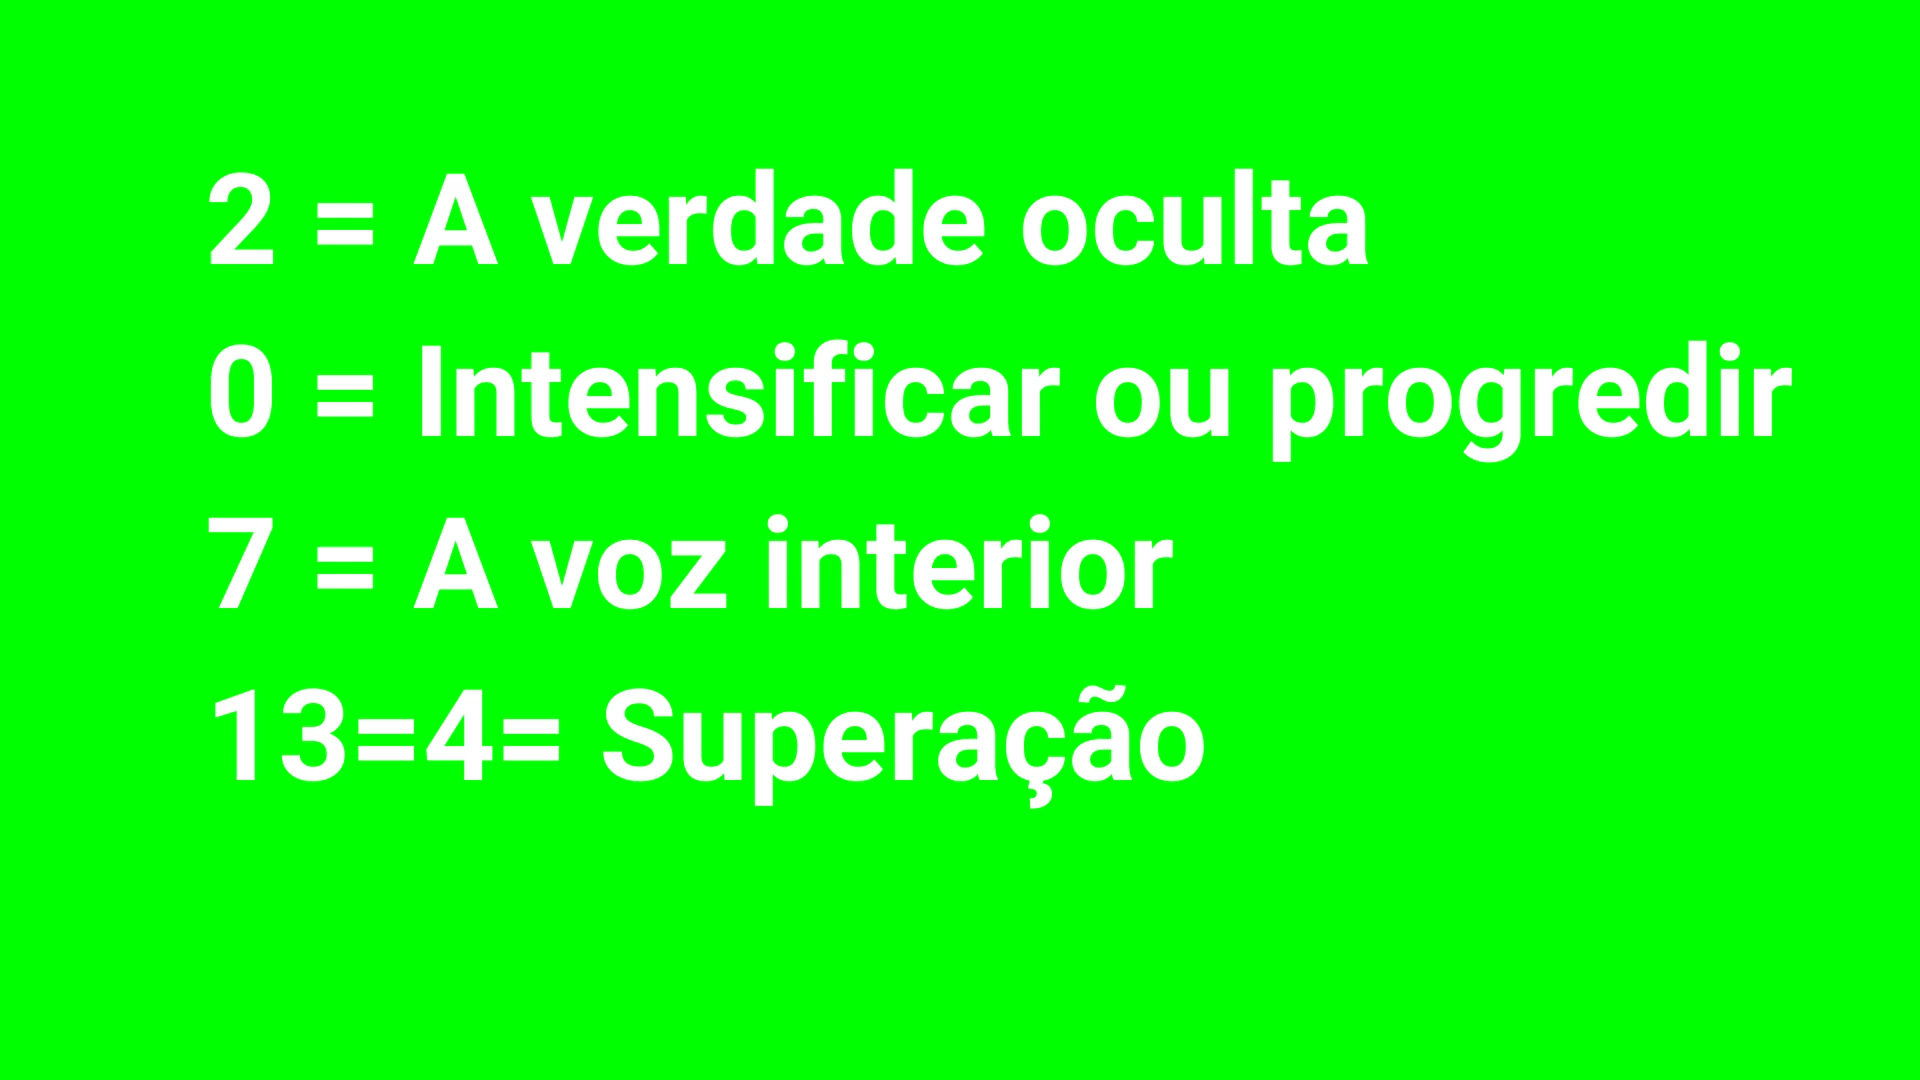 2 = A verdade oculta
0 = Intensificar ou progredir
7 = A voz interior
13=4= Superação